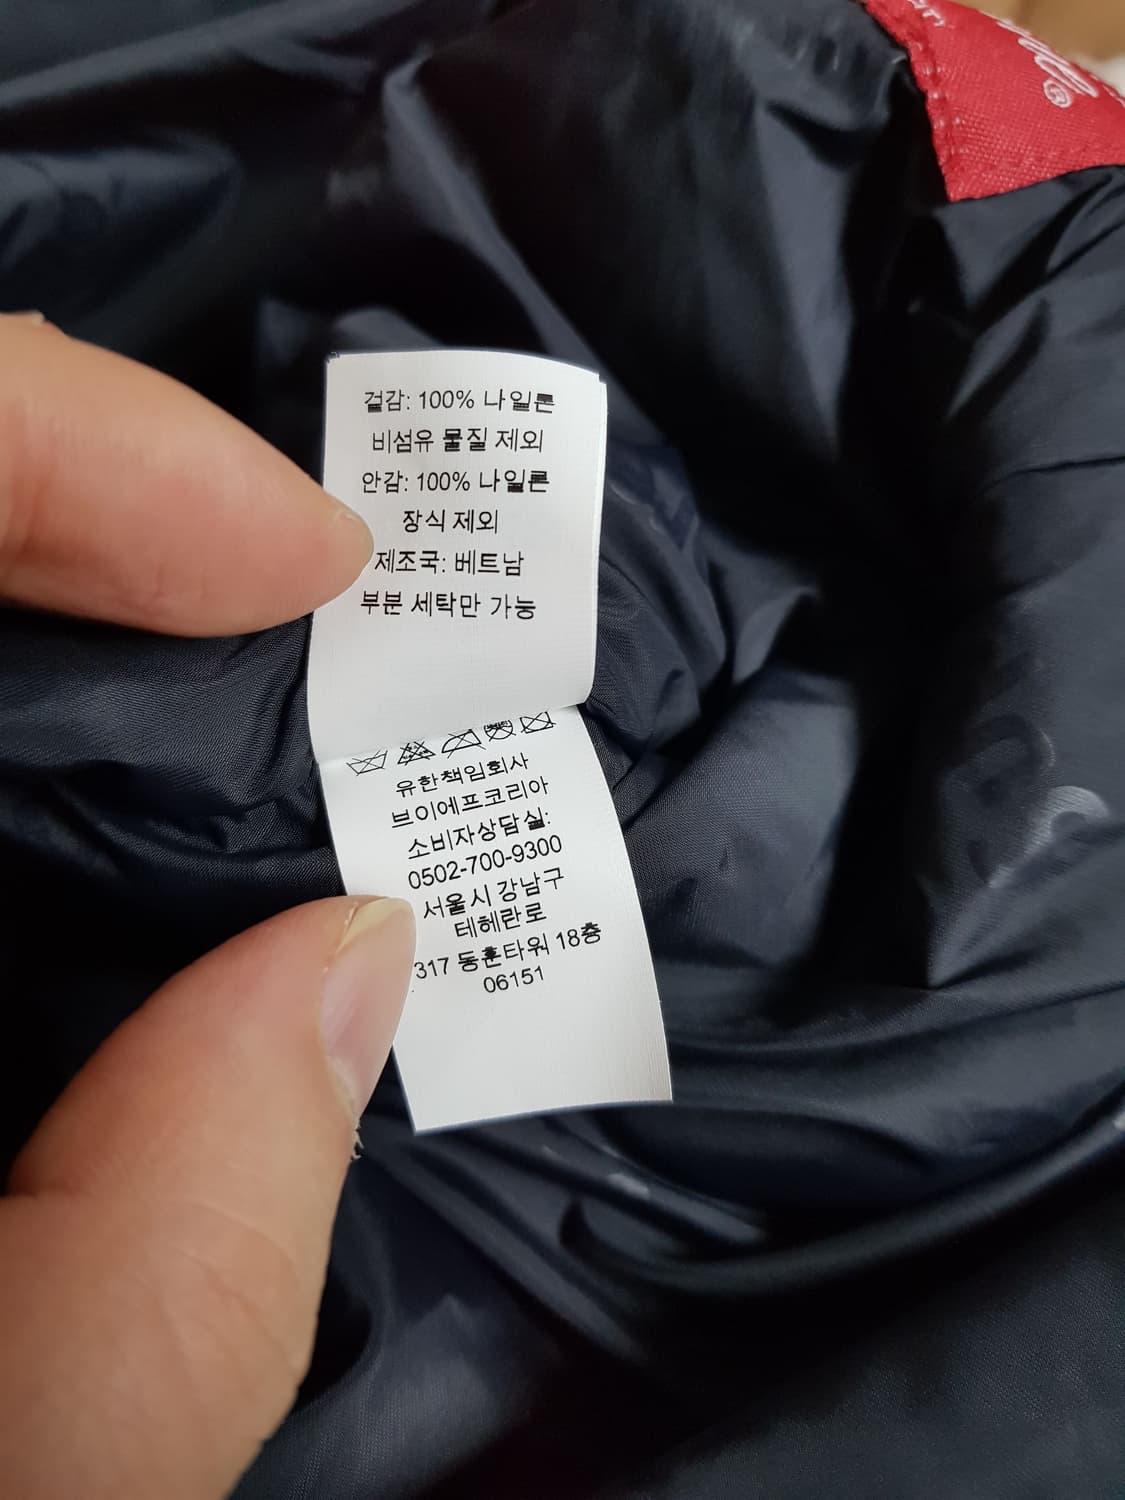 겉감: 100% 나일론
비섬유 물질 제외
안감: 100% 나일론
장식 제외
제조국: 베트남
부분 세탁만 가능
유한책임회사
브이에프코리아
소비자상담실:
0502-700-9300
서울시 강남구
테헤란로
317 동훈타워 18층
06151